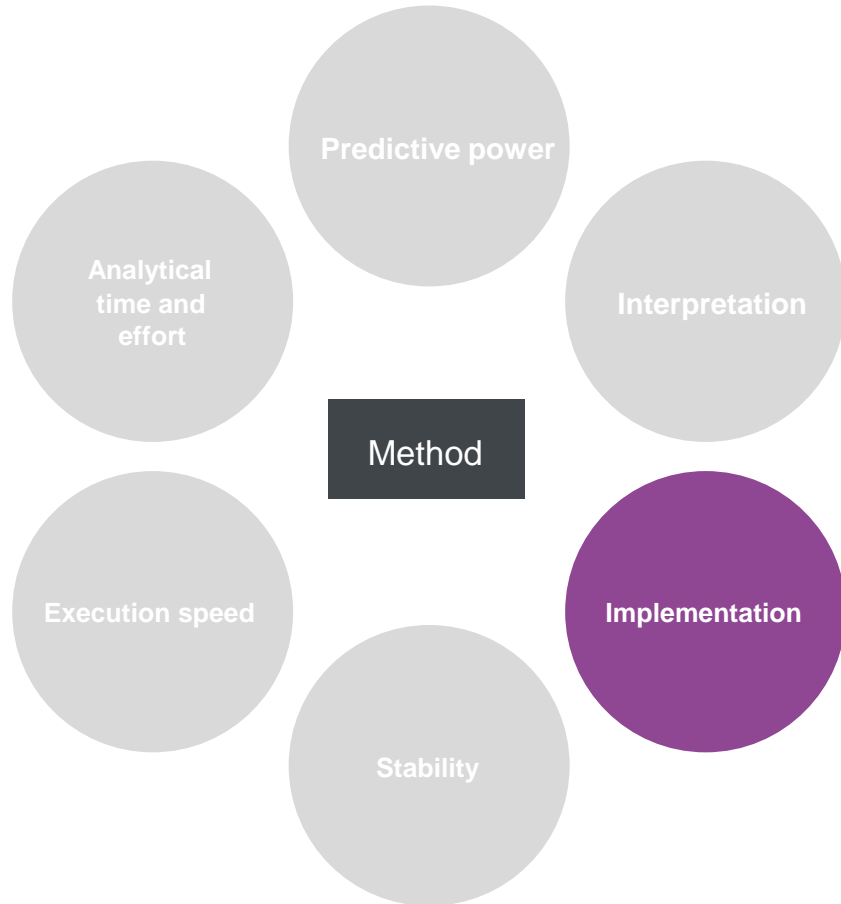 Predictive power
Analytical
time and
effort
Interpretation
Method
Execution speed
Implementation
Stability